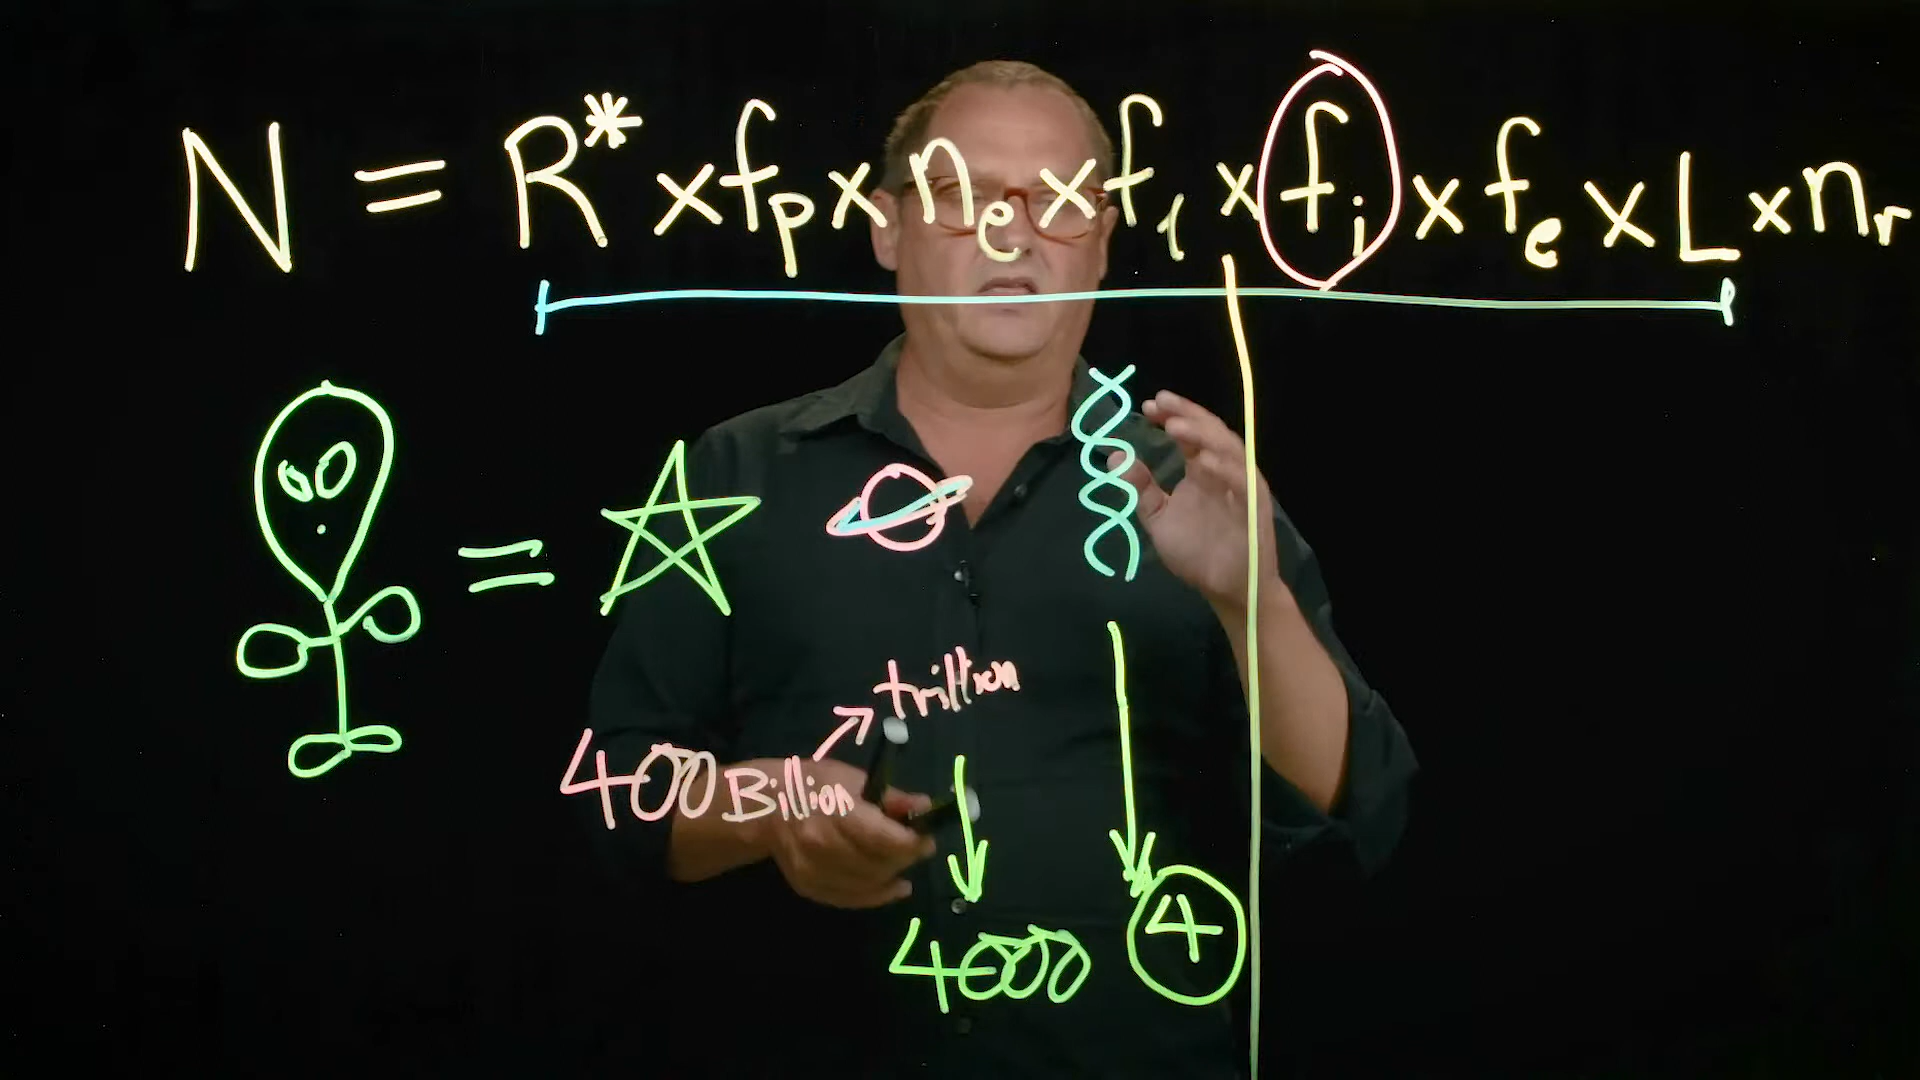 N = R* x fp x ne x fl x fi x fe x L x nr
=
trillion
400 Billion
4000
4